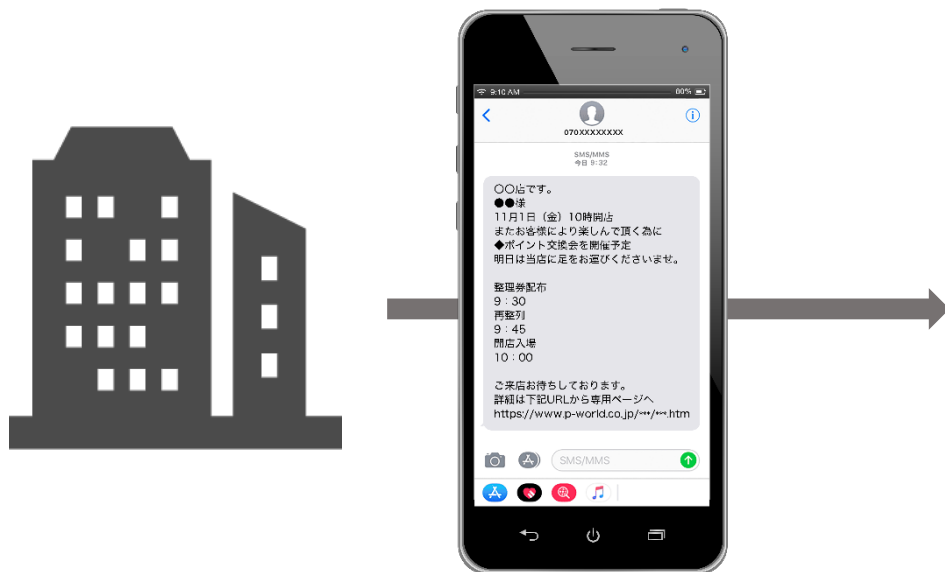 9:10 AM
80%
070XXXXXXXX
SMS/MMS
今日 9:32
〇〇店です。
●●様
11月1日（金）10時開店
またお客様により楽しんで頂く為に
◆ポイント交換会を開催予定
明日は当店に足をお運びくださいませ。
整理券配布
9：30
再整列
9：45
開店入場
10：00
ご来店お待ちしております。
詳細は下記URLから専用ページへ
https://www.p-world.co.jp/***/***.htm
SMS/MMS